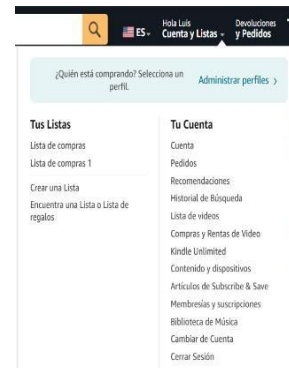 ES
Hola Luis
Cuenta y Listas
Devoluciones
y Pedidos
¿Quién está comprando? Selecciona un
perfil.
Administrar perfiles
Tus Listas
Lista de compras
Lista de compras 1
Crear una Lista
Encuentra una Lista o Lista de
regalos
Tu Cuenta
Cuenta
Pedidos
Recomendaciones
Historial de Búsqueda
Lista de videos
Compras y Rentas de Video
Kindle Unlimited
Contenido y dispositivos
Artículos de Subscribe & Save
Membresías y suscripciones
Biblioteca de Música
Cambiar de Cuenta
Cerrar Sesión